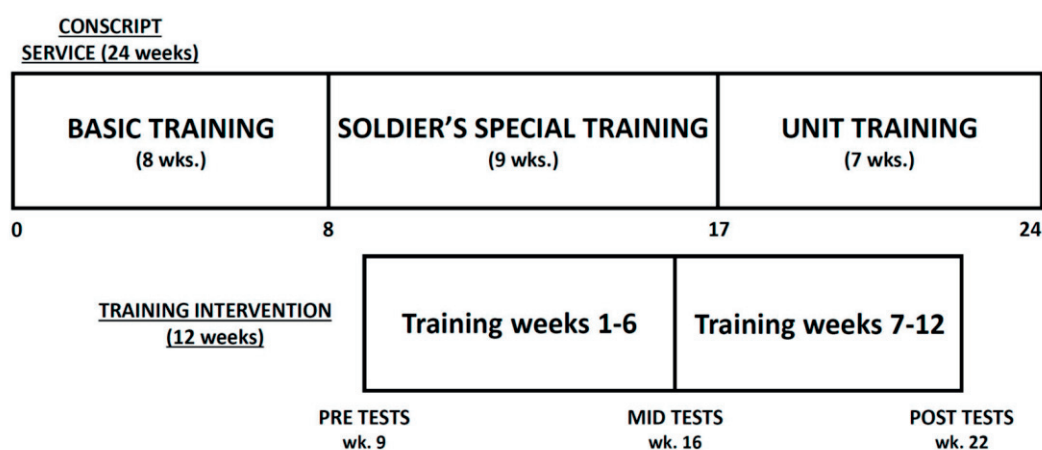 CONSCRIPT
SERVICE (24 weeks)
BASIC TRAINING
(8 wks.)
SOLDIER'S SPECIAL TRAINING
(9 wks.)
UNIT TRAINING
(7 wks.)
0 8 17 24
TRAINING INTERVENTION
(12 weeks)
Training weeks 1-6
Training weeks 7-12
PRE TESTS
wk. 9
MID TESTS
wk. 16
POST TESTS
wk. 22